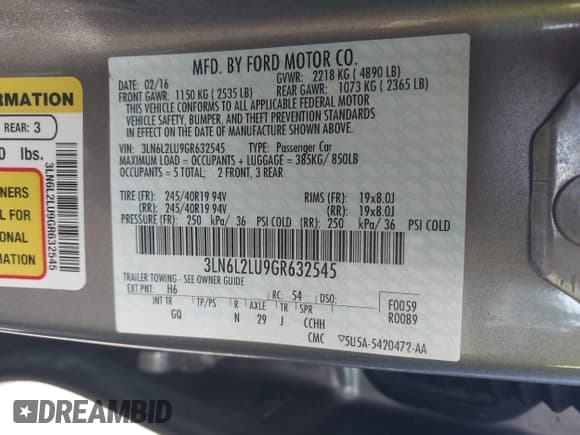 RMATION
REAR: 3
0 lbs.
3LN6L2LU9GR632545
NERS
L FOR
ONAL
ATION
MFD. BY FORD MOTOR CO.
DATE: 02/16 GVWR: 2218 KG ( 4890 LB)
FRONT GAWR: 1150 KG ( 2535 LB) REAR GAWR: 1073 KG ( 2365 LB)
THIS VEHICLE CONFORMS TO ALL APPLICABLE FEDERAL MOTOR
VEHICLE SAFETY, BUMPER, AND THEFT PREVENTION STANDARDS
IN EFFECT ON THE DATE OF MANUFACTURE SHOWN ABOVE.
VIN: 3LN6L2LU9GR632545 TYPE: Passenger Car
MAXIMUM LOAD = OCCUPANTS + LUGGAGE = 385KG/ 850LB
OCCUPANTS = 5 TOTAL; 2 FRONT, 3 REAR
TIRE (FR): 245/40R19 94V RIMS (FR): 19x8.0J
(RR): 245/40R19 94V (RR): 19x8.0J
PRESSURE (FR): 250 kPa/ 36 PSI COLD (RR): 250 kPa/36 PSI COLD
3LN6L2LU9GR632545
TRAILER TOWING - SEE OWNER GUIDE
EXT PNT: H6 RC: 54 DSO: F0059
INT TR TP/PS R AXLE TR SPR R0089
GQ N 29 J CCHH
CMC ▽5U5A-5420472-AA
DREAMBID